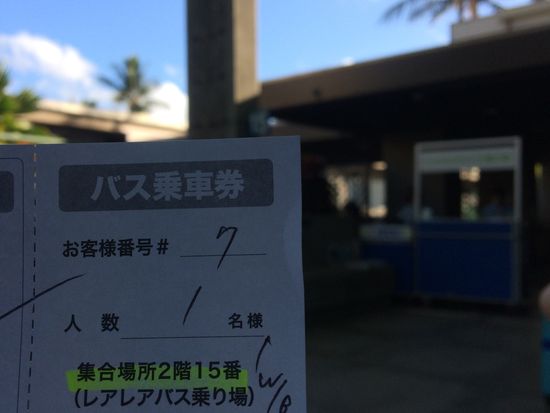 バス乗車券
お客様番号# 7
人数 1 名様
集合場所2階15番
(レアレアバス乗り場)